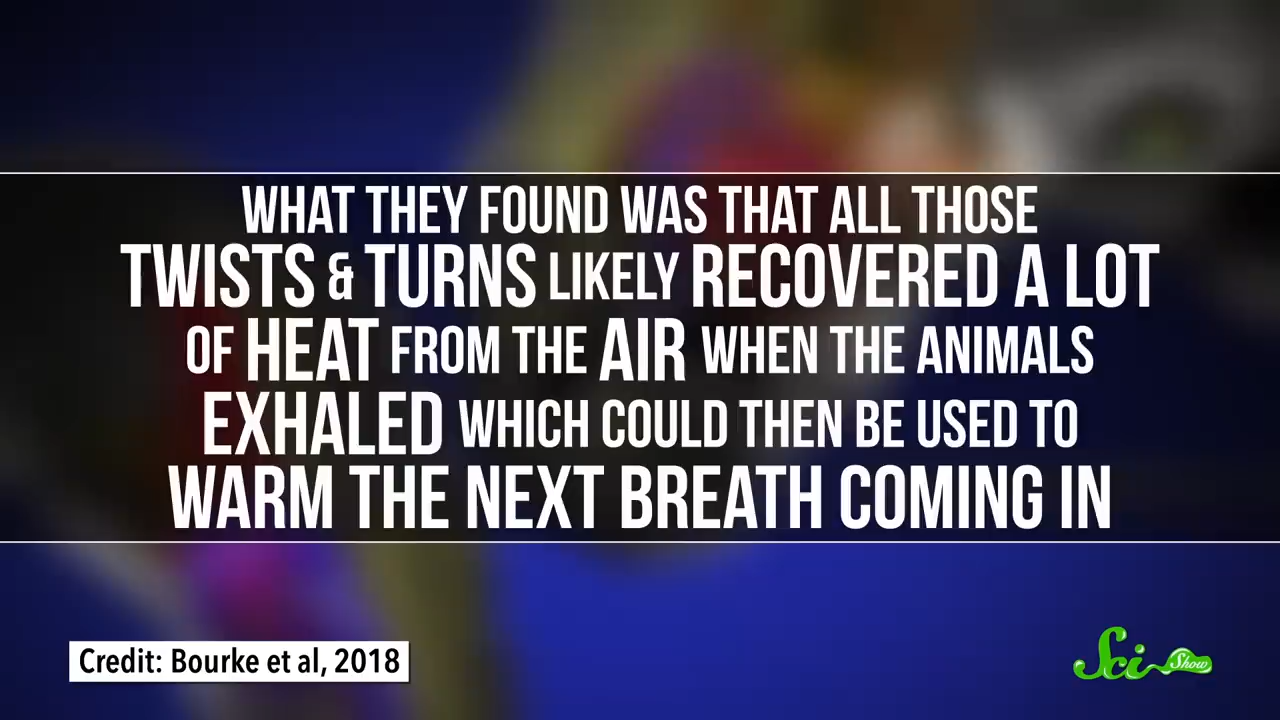 WHAT THEY FOUND WAS THAT ALL THOSE
TWISTS & TURNS LIKELY RECOVERED A LOT
OF HEAT FROM THE AIR WHEN THE ANIMALS
EXHALED WHICH COULD THEN BE USED TO
WARM THE NEXT BREATH COMING IN
Credit: Bourke et al, 2018
Sci Show